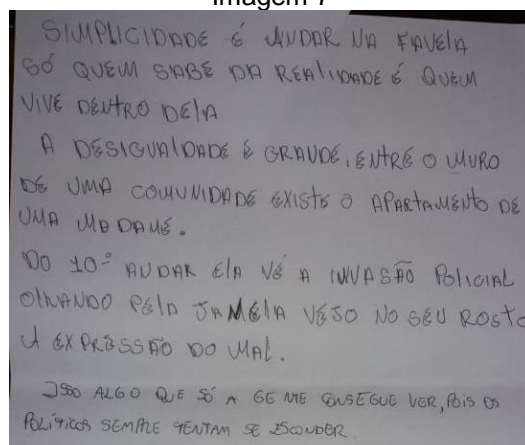 Imagem 7
SIMPLICIDADE É ANDAR NA FAVELA
SÓ QUEM SABE DA REALIDADE É QUEM
VIVE DENTRO DELA
A DESIGUALDADE É GRANDE, ENTRE O MURO
DE UMA COMUNIDADE EXISTE O APARTAMENTO DE
UMA MADAME.
DO 10º ANDAR ELA VÊ A INVASÃO POLICIAL
OLHANDO PELA JANELA VEJO NO SEU ROSTO
A EXPRESSÃO DO MAL.
ISSO ALGO QUE SÓ A GENTE CONSEGUE VER, POIS OS
POLÍTICOS SEMPRE TENTAM SE ESCONDER.